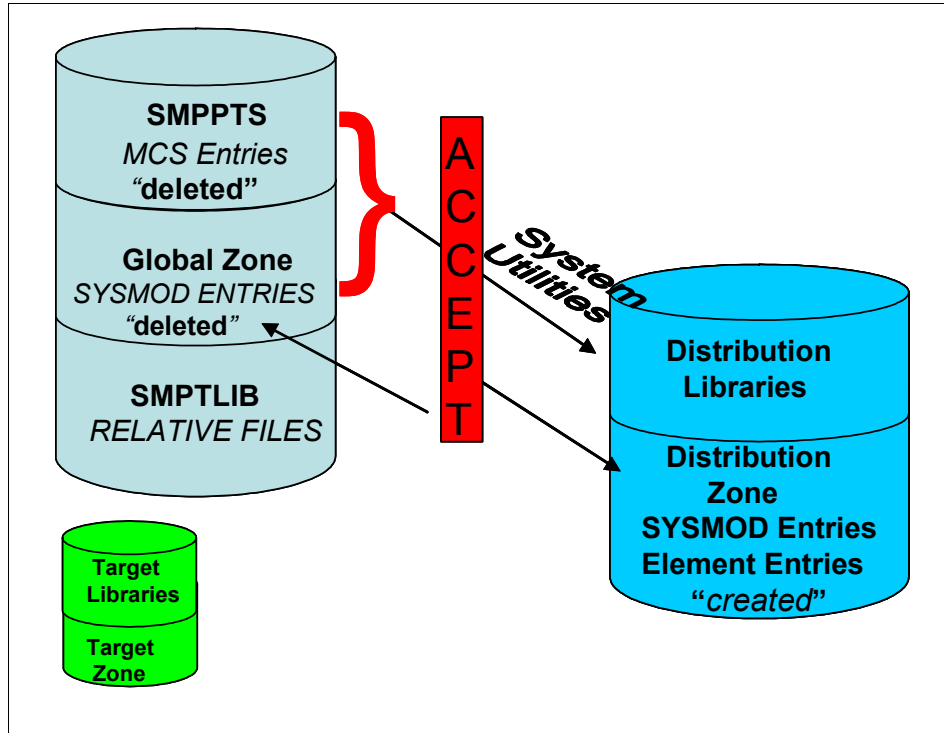 SMPPTS
MCS Entries
“deleted”
Global Zone
SYSMOD ENTRIES
“deleted”
SMPTLIB
RELATIVE FILES
ACCEPT
System
Utilities
Distribution
Libraries
Distribution
Zone
SYSMOD Entries
Element Entries
“created”
Target
Libraries
Target
Zone